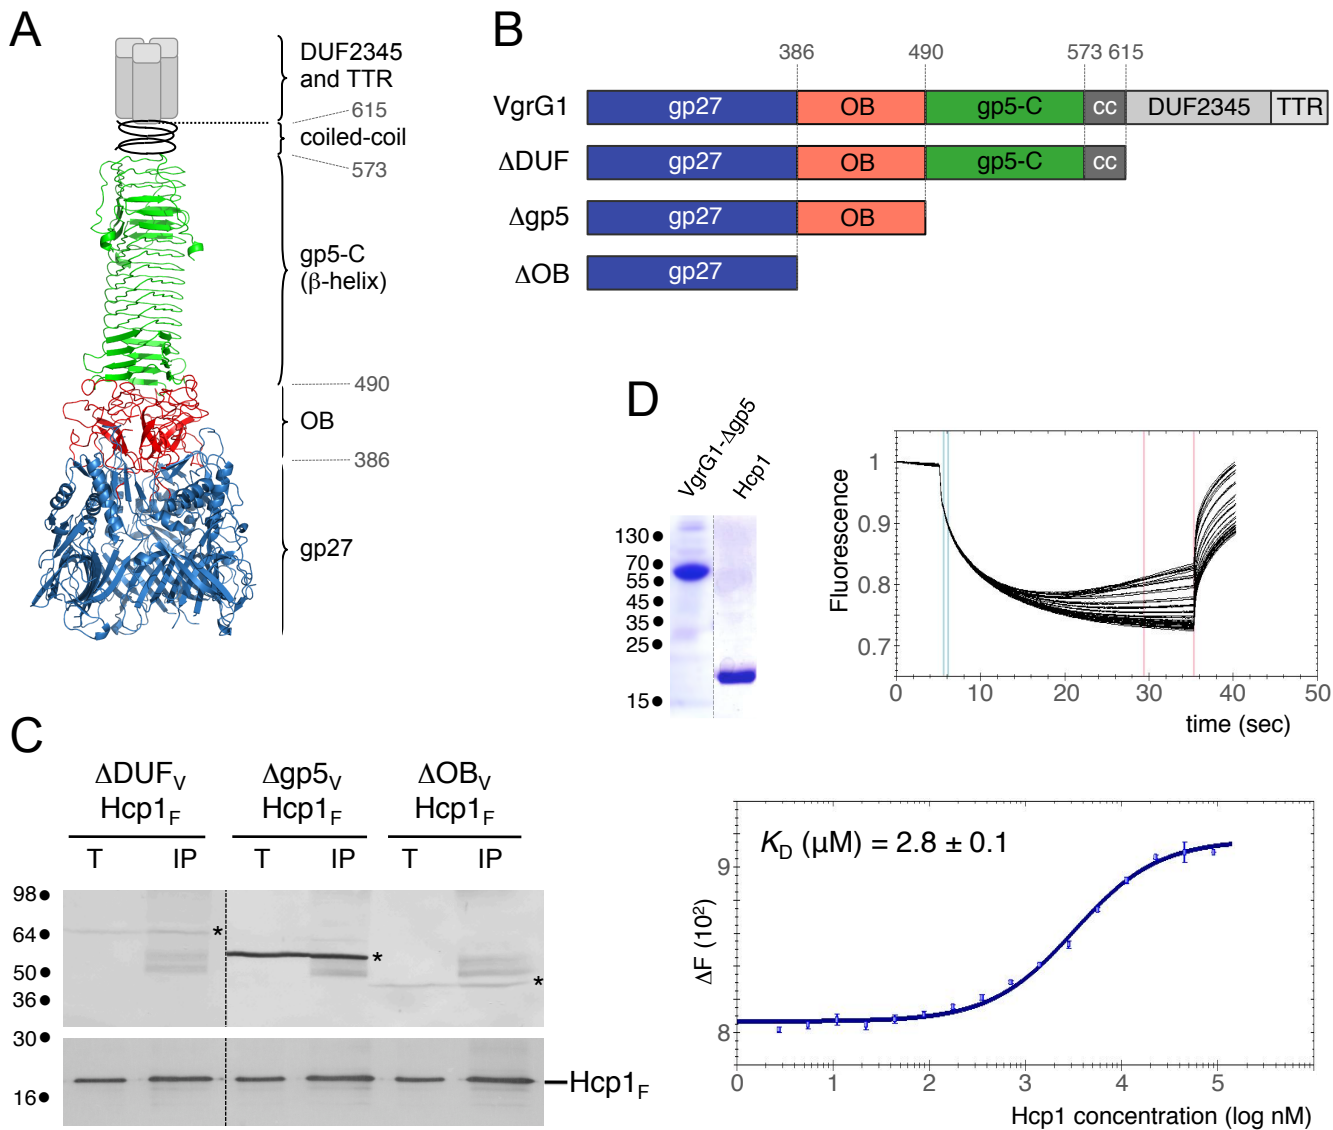 A
DUF2345
and TTR
615
coiled-coil
573
gp5-C
(β-helix)
490
OB
386
gp27
B
386 490 573 615
VgrG1 gp27 OB gp5-C cc DUF2345 TTR
ΔDUF gp27 OB gp5-C cc
Δgp5 gp27 OB
ΔOB gp27
C
ΔDUFV Δgp5V ΔOBV
Hcp1F Hcp1F Hcp1F
T IP T IP T IP
98
64 *
50 *
36 *
30
16
Hcp1F
D
VgrG1-Δgp5
Hcp1
130
70
55
45
35
25
15
Fluorescence
1
0.9
0.8
0.7
0 10 20 30 40 50
time (sec)
KD (µM) = 2.8 ± 0.1
ΔF (10²)
9
8
0 1 2 3 4 5
Hcp1 concentration (log nM)